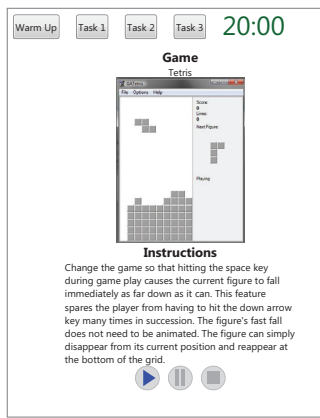 Warm Up Task 1 Task 2 Task 3 20:00
Game
Tetris
GATetris
File Options Help
Score:
0
Lines:
0
Next Figure:
Playing
Instructions
Change the game so that hitting the space key
during game play causes the current figure to fall
immediately as far down as it can. This feature
spares the player from having to hit the down arrow
key many times in succession. The figure's fast fall
does not need to be animated. The figure can simply
disappear from its current position and reappear at
the bottom of the grid.